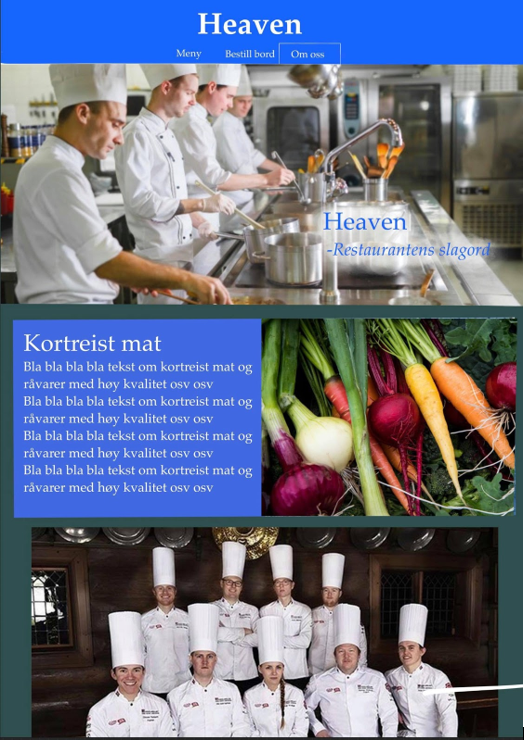 Heaven
Meny
Bestill bord
Om oss
Heaven
-Restaurantens slagord
Kortreist mat
Bla bla bla bla tekst om kortreist mat og
råvarer med høy kvalitet osv osv
Bla bla bla bla tekst om kortreist mat og
råvarer med høy kvalitet osv osv
Bla bla bla bla tekst om kortreist mat og
råvarer med høy kvalitet osv osv
Bla bla bla bla tekst om kortreist mat og
råvarer med høy kvalitet osv osv